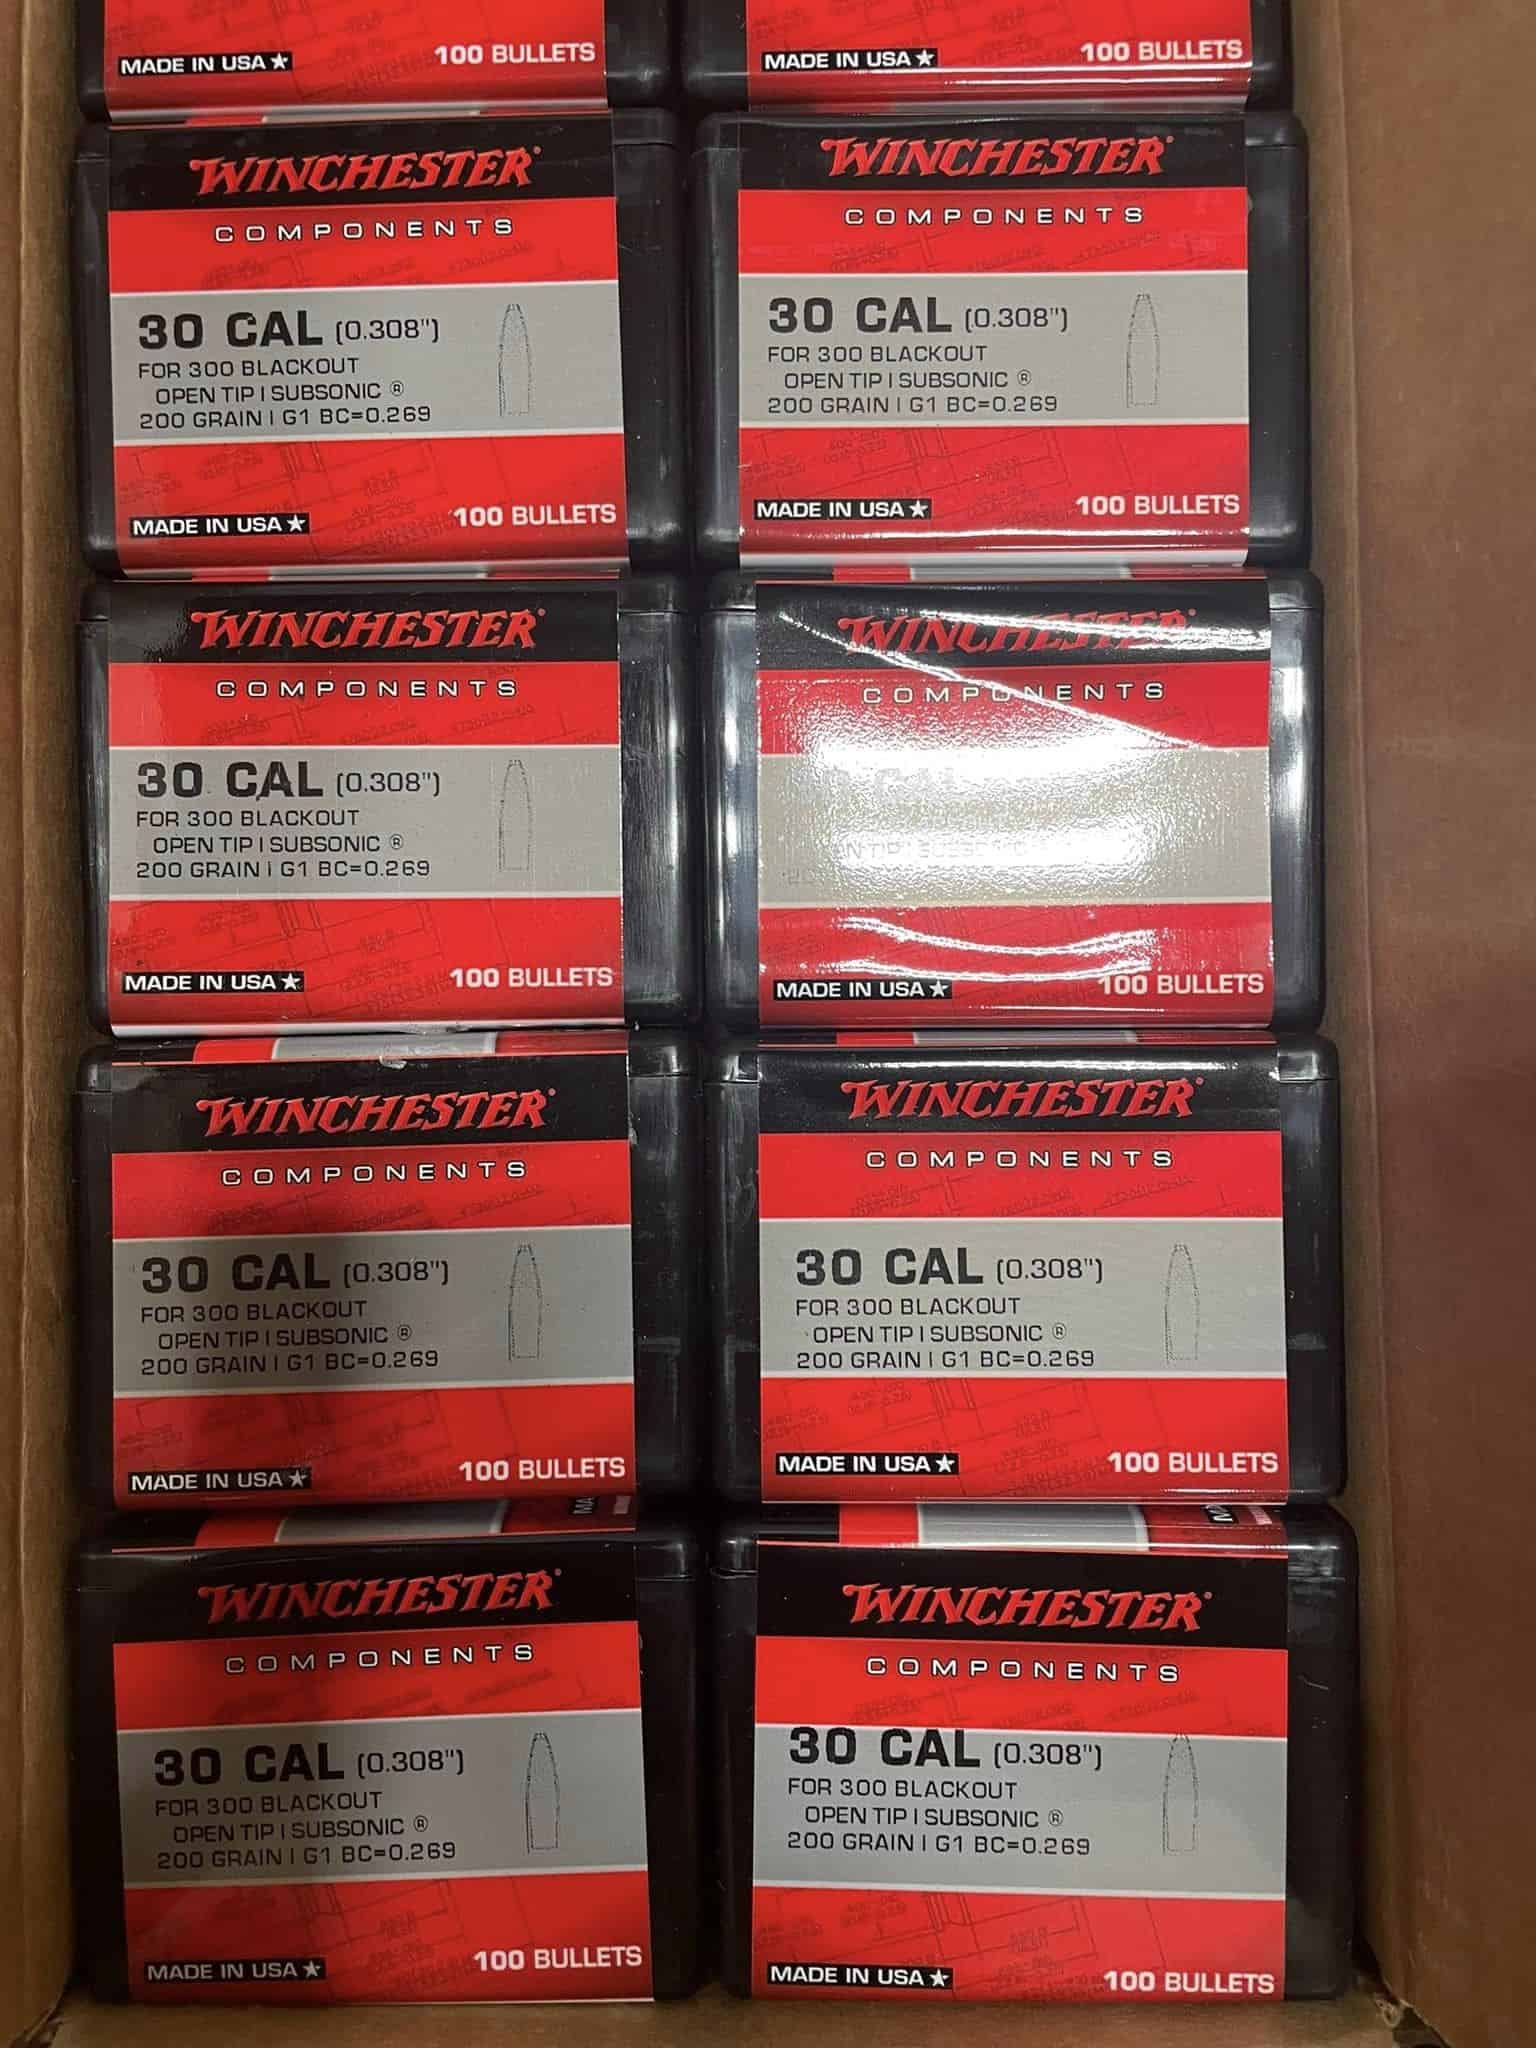 MADE IN USA★ 100 BULLETS
MADE IN USA★ 100 BULLETS
WINCHESTER
COMPONENTS
30 CAL (0.308")
FOR 300 BLACKOUT
OPEN TIP | SUBSONIC ®
200 GRAIN | G1 BC=0.269
MADE IN USA★ 100 BULLETS
WINCHESTER
COMPONENTS
30 CAL (0.308")
FOR 300 BLACKOUT
OPEN TIP | SUBSONIC ®
200 GRAIN | G1 BC=0.269
MADE IN USA★ 100 BULLETS
WINCHESTER
COMPONENTS
30 CAL (0.308")
FOR 300 BLACKOUT
OPEN TIP | SUBSONIC ®
200 GRAIN | G1 BC=0.269
MADE IN USA★ 100 BULLETS
WINCHESTER
COMPONENTS
CAL
MADE IN USA★ 100 BULLETS
WINCHESTER
COMPONENTS
30 CAL (0.308")
FOR 300 BLACKOUT
OPEN TIP | SUBSONIC ®
200 GRAIN | G1 BC=0.269
MADE IN USA★ 100 BULLETS
WINCHESTER
COMPONENTS
30 CAL (0.308")
FOR 300 BLACKOUT
OPEN TIP | SUBSONIC ®
200 GRAIN | G1 BC=0.269
MADE IN USA★ 100 BULLETS
WINCHESTER
COMPONENTS
30 CAL (0.308")
FOR 300 BLACKOUT
OPEN TIP | SUBSONIC ®
200 GRAIN | G1 BC=0.269
MADE IN USA★ 100 BULLETS
WINCHESTER
COMPONENTS
30 CAL (0.308")
FOR 300 BLACKOUT
OPEN TIP | SUBSONIC ®
200 GRAIN | G1 BC=0.269
MADE IN USA★ 100 BULLETS